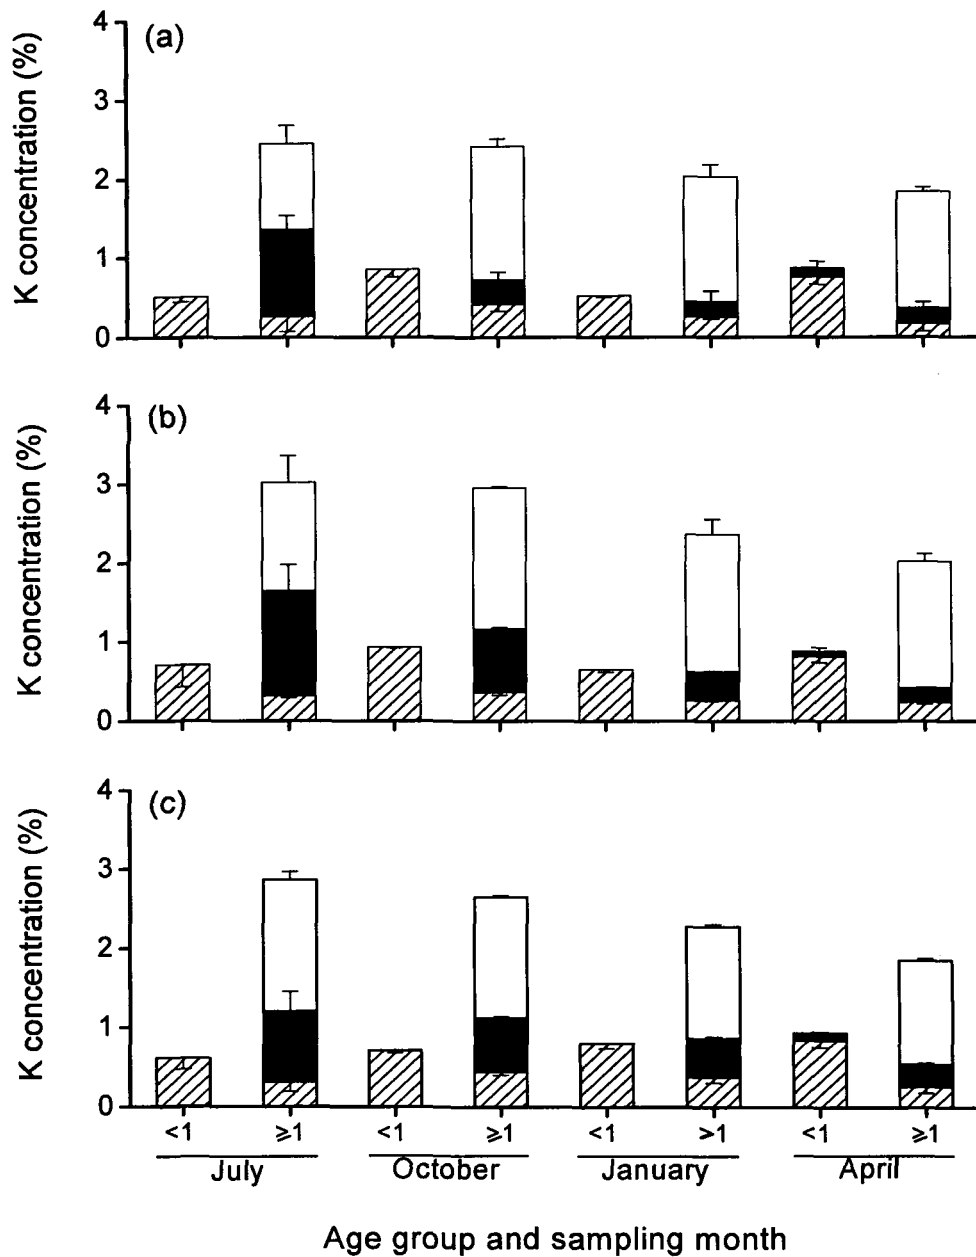 4
(a)
3
2
1
0
K concentration (%)
4
(b)
3
2
1
0
K concentration (%)
4
(c)
3
2
1
0
K concentration (%)
<1 ⩾1 <1 ⩾1 <1 >1 <1 ⩾1
July October January April
Age group and sampling month